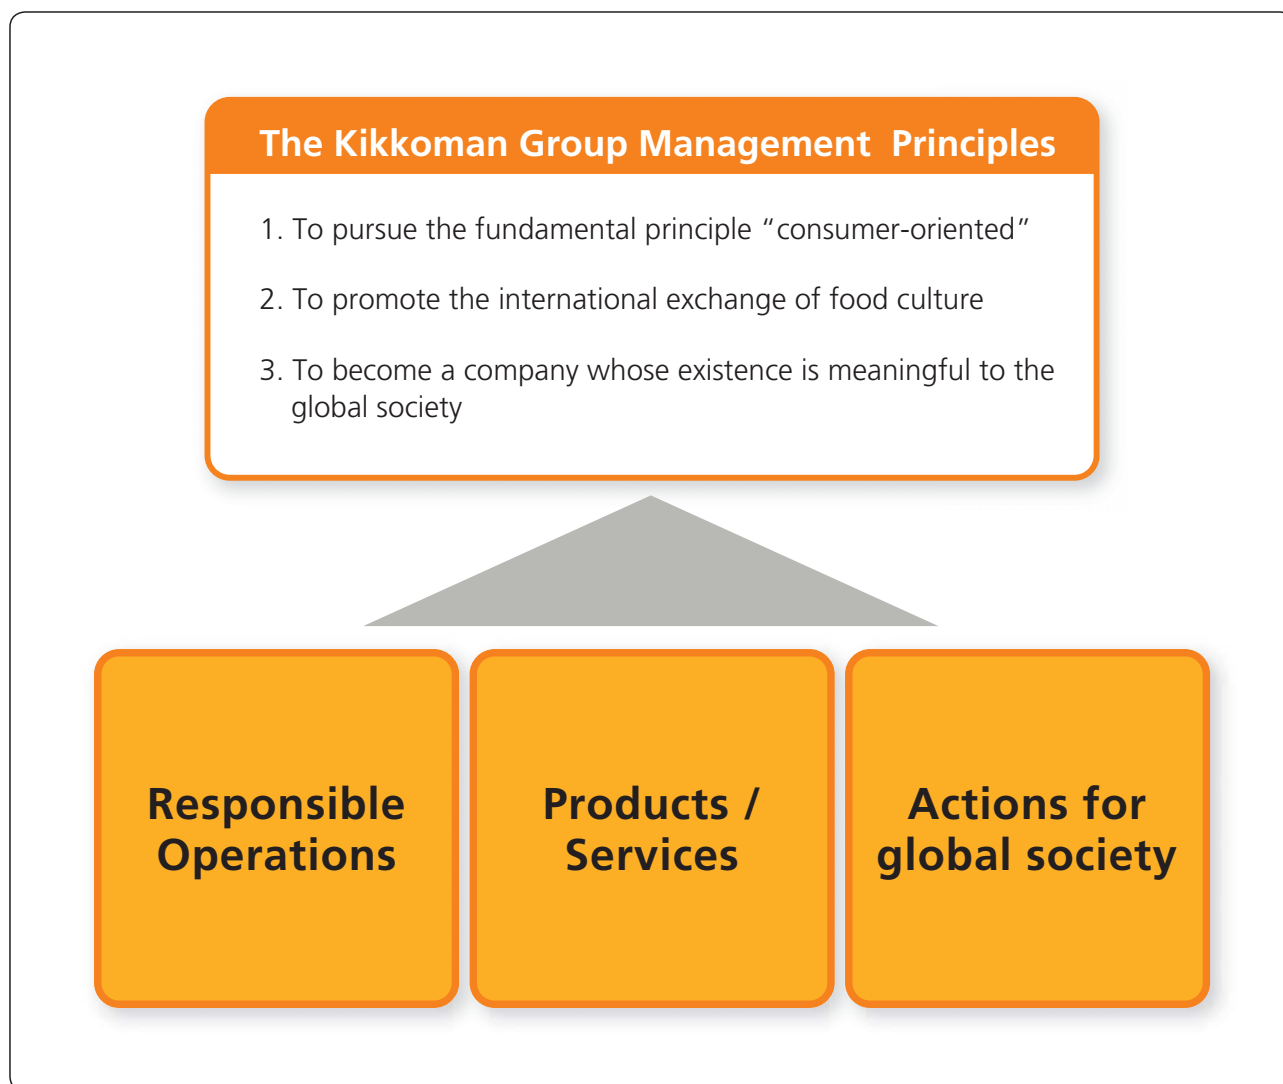 The Kikkoman Group Management Principles
1. To pursue the fundamental principle “consumer-oriented”
2. To promote the international exchange of food culture
3. To become a company whose existence is meaningful to the
global society
Responsible
Operations
Products /
Services
Actions for
global society